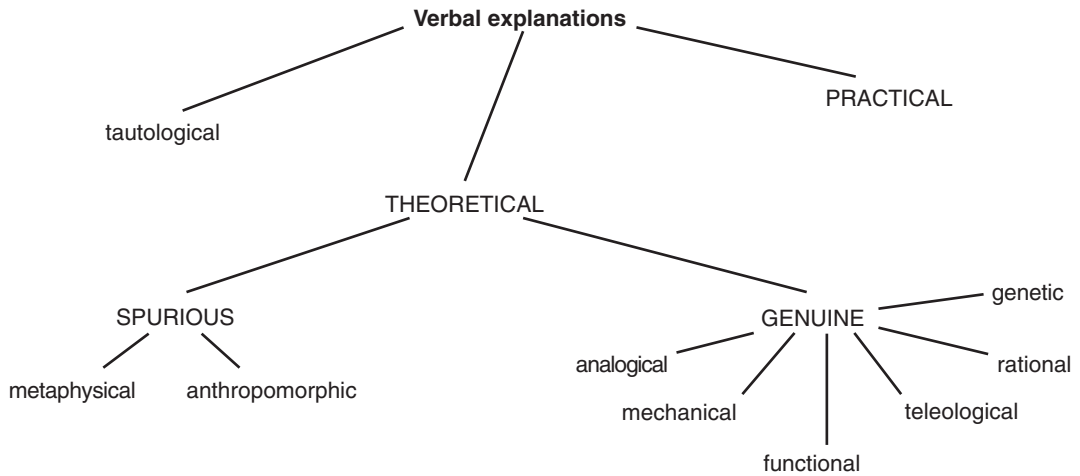 Verbal explanations
PRACTICAL
tautological
THEORETICAL
genetic
SPURIOUS
GENUINE
analogical
rational
metaphysical
anthropomorphic
mechanical
teleological
functional